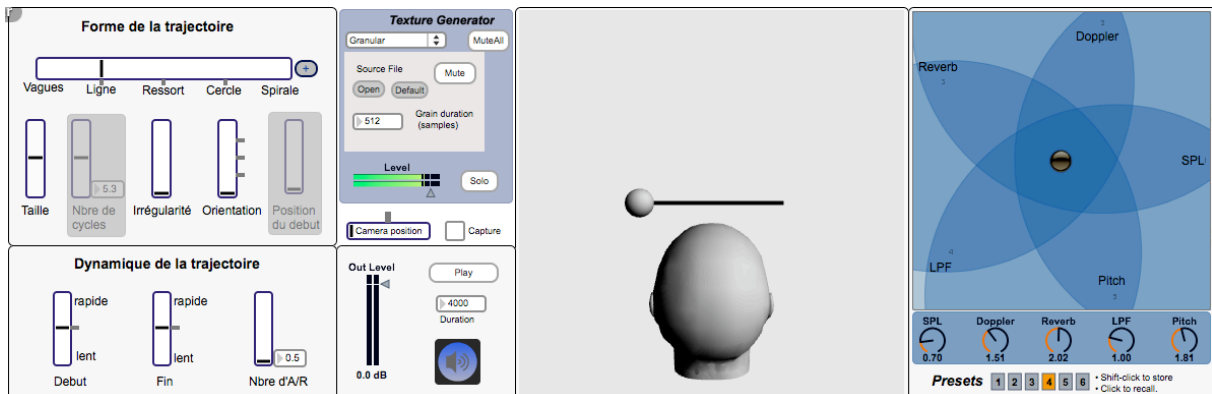 Forme de la trajectoire
+
Vagues Ligne Ressort Cercle Spirale
5.3
Taille
Nbre de
cycles
Irrégularité
Orientation
Position
du debut
Dynamique de la trajectoire
rapide
lent
Debut
rapide
lent
Fin
0.5
Nbre d'A/R
Texture Generator
Granular
MuteAll
Source File
Mute
Open
Default
512
Grain duration
(samples)
Level
Solo
Camera position
Capture
Out Level
Play
4000
Duration
0.0 dB
Doppler
Reverb
SPL
LPF
Pitch
SPL Doppler Reverb LPF Pitch
0.70 1.51 2.02 1.00 1.81
Presets 1 2 3 4 5 6
• Shift-click to store
• Click to recall.